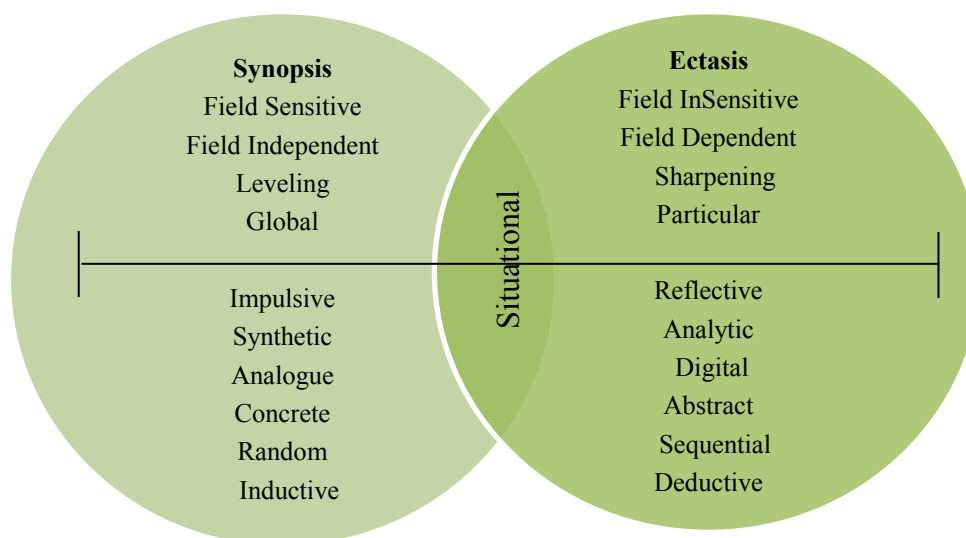 Synopsis
Field Sensitive
Field Independent
Leveling
Global
Impulsive
Synthetic
Analogue
Concrete
Random
Inductive
Situational
Ectasis
Field InSensitive
Field Dependent
Sharpening
Particular
Reflective
Analytic
Digital
Abstract
Sequential
Deductive